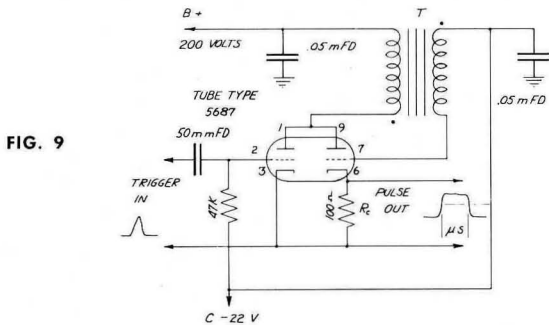 B+
T
200 VOLTS
.05 MFD
.05 MFD
TUBE TYPE
5687
50 mmFD
1
9
2
7
3
6
FIG. 9
TRIGGER
IN
47K
100Ω
Rc
PULSE
OUT
μs
C -22 V